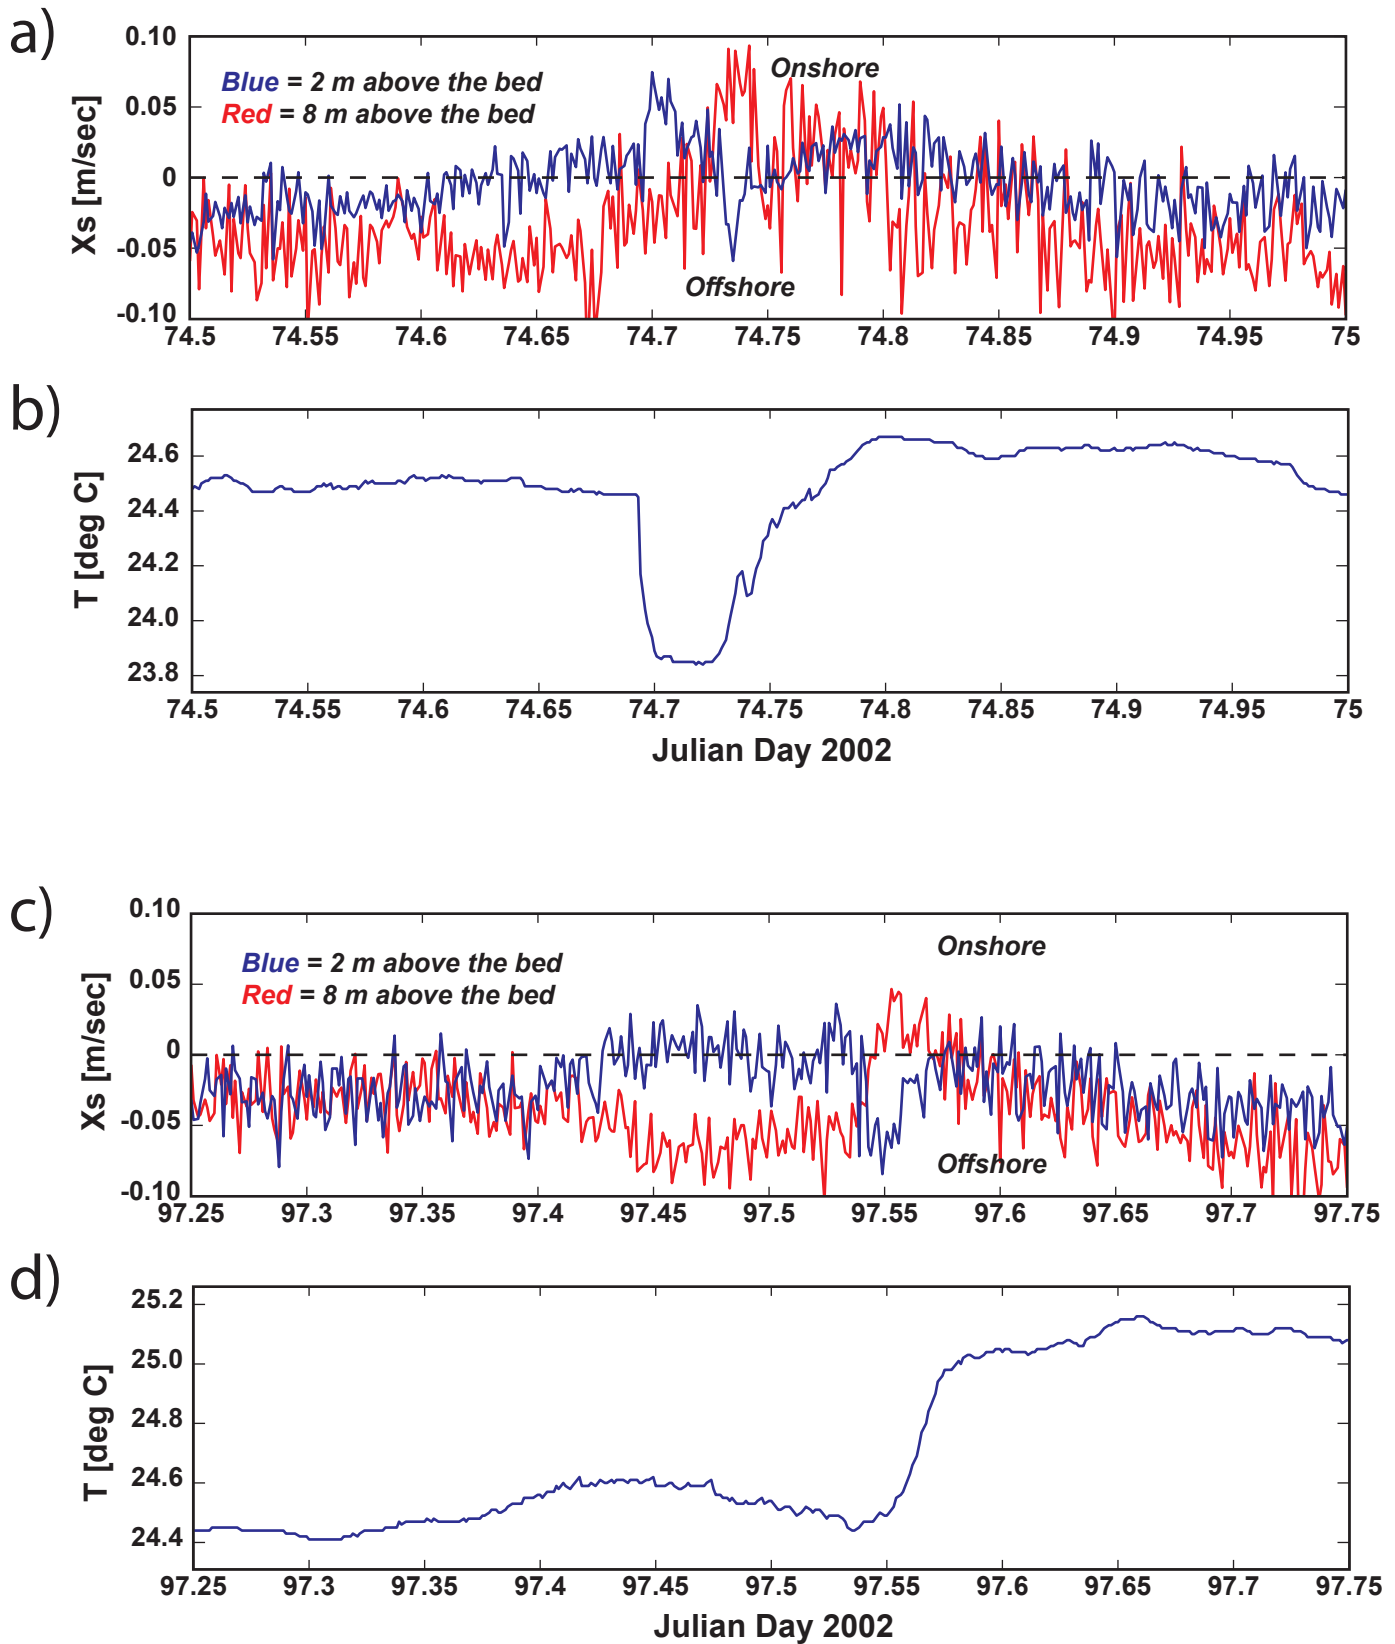 a)
Xs [m/sec]
0.10
0.05
0
-0.05
-0.10
Blue = 2 m above the bed
Red = 8 m above the bed
Onshore
Offshore
74.5 74.55 74.6 74.65 74.7 74.75 74.8 74.85 74.9 74.95 75
b)
T [deg C]
24.6
24.4
24.2
24.0
23.8
74.5 74.55 74.6 74.65 74.7 74.75 74.8 74.85 74.9 74.95 75
Julian Day 2002
c)
Xs [m/sec]
0.10
0.05
0
-0.05
-0.10
Blue = 2 m above the bed
Red = 8 m above the bed
Onshore
Offshore
97.25 97.3 97.35 97.4 97.45 97.5 97.55 97.6 97.65 97.7 97.75
d)
T [deg C]
25.2
25.0
24.8
24.6
24.4
97.25 97.3 97.35 97.4 97.45 97.5 97.55 97.6 97.65 97.7 97.75
Julian Day 2002